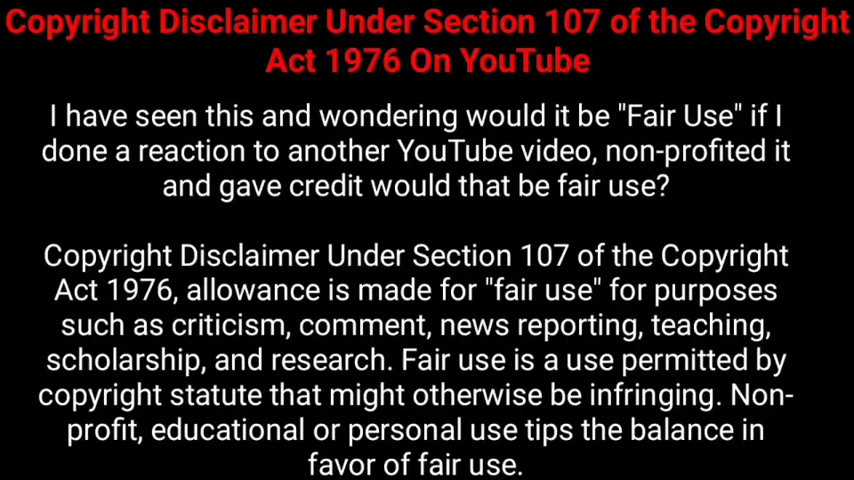 Copyright Disclaimer Under Section 107 of the Copyright
Act 1976 On YouTube
I have seen this and wondering would it be "Fair Use" if I
done a reaction to another YouTube video, non-profited it
and gave credit would that be fair use?
Copyright Disclaimer Under Section 107 of the Copyright
Act 1976, allowance is made for "fair use" for purposes
such as criticism, comment, news reporting, teaching,
scholarship, and research. Fair use is a use permitted by
copyright statute that might otherwise be infringing. Non-
profit, educational or personal use tips the balance in
favor of fair use.